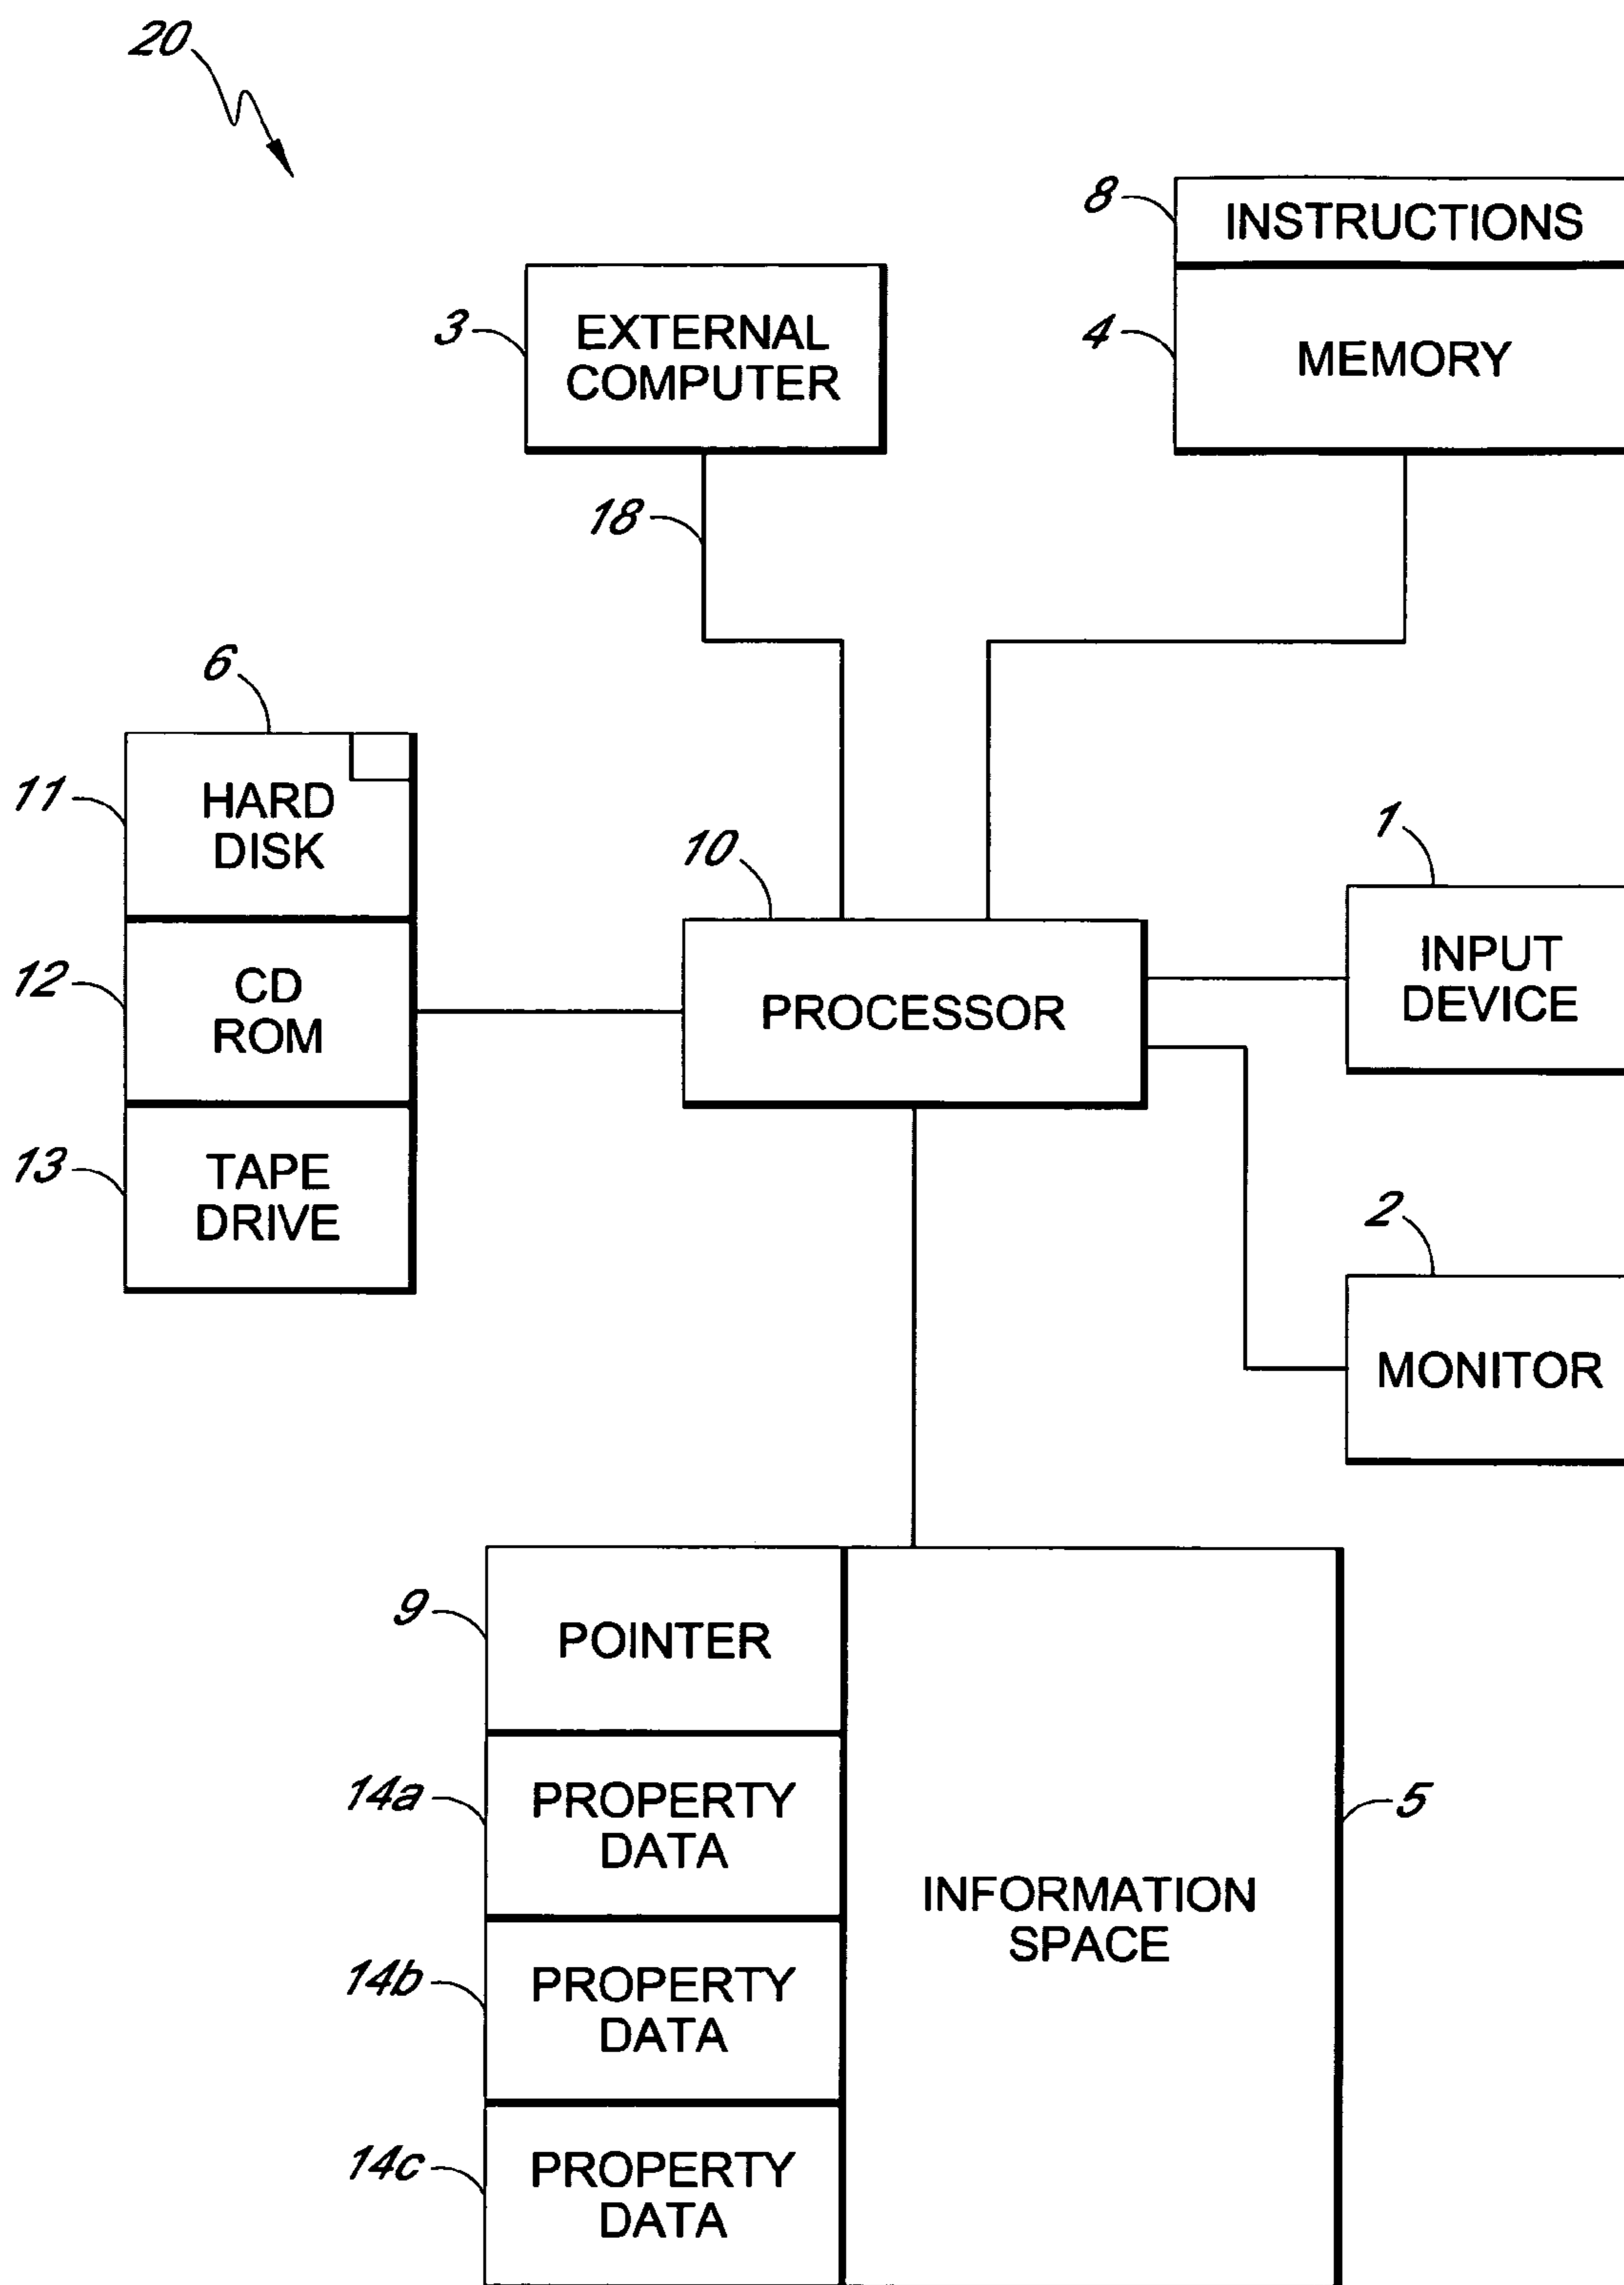 20
8
INSTRUCTIONS
3
EXTERNAL
COMPUTER
4
MEMORY
18
6
11
HARD
DISK
10
1
12
CD
ROM
PROCESSOR
INPUT
DEVICE
13
TAPE
DRIVE
2
MONITOR
9
POINTER
14a
PROPERTY
DATA
5
INFORMATION
SPACE
14b
PROPERTY
DATA
14c
PROPERTY
DATA